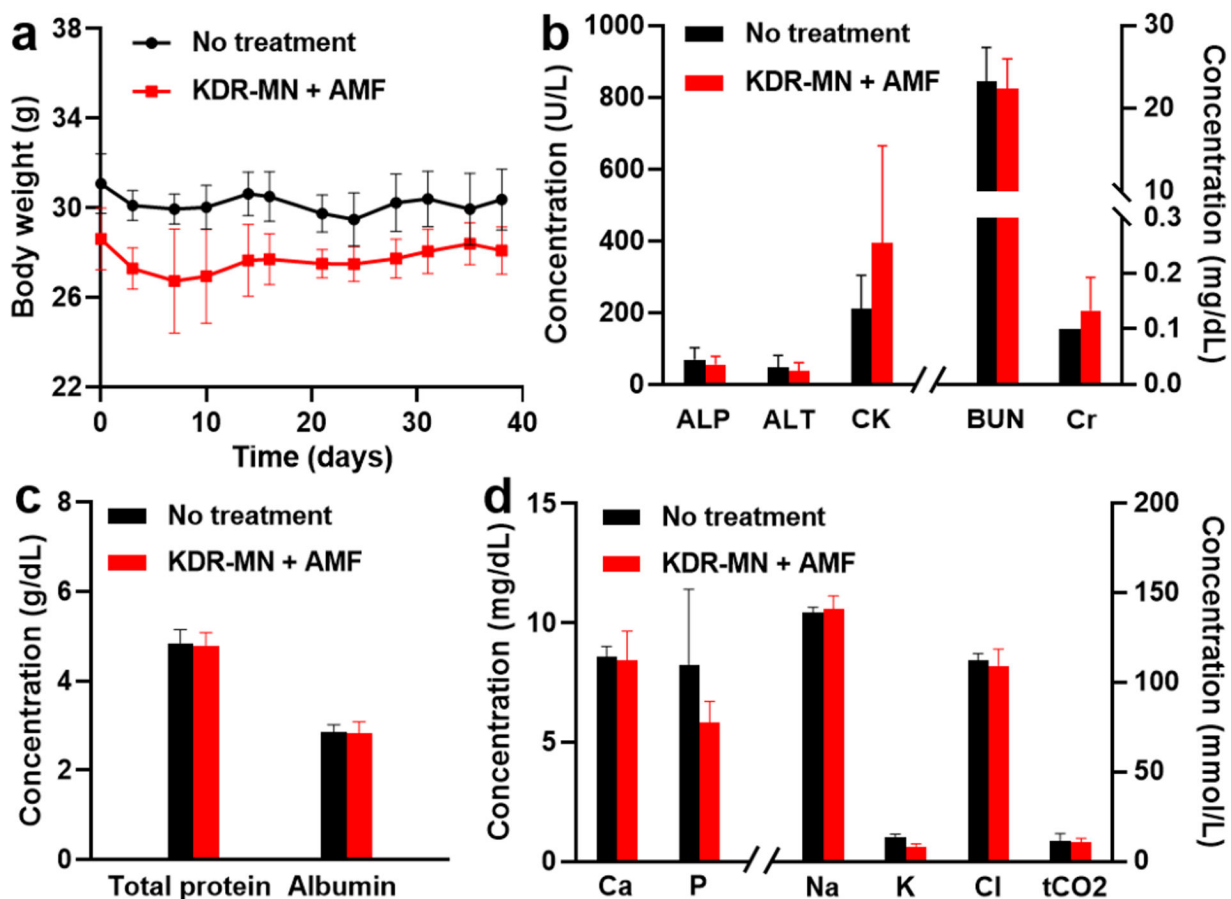 a
No treatment
KDR-MN + AMF
Body weight (g)
38
34
30
26
22
0
10
20
30
40
Time (days)
b
No treatment
KDR-MN + AMF
Concentration (U/L)
1000
800
600
400
200
0
ALP
ALT
CK
BUN
Cr
30
20
10
0.3
0.2
0.1
0.0
Concentration (mg/dL)
c
No treatment
KDR-MN + AMF
Concentration (g/dL)
8
6
4
2
0
Total protein
Albumin
d
No treatment
KDR-MN + AMF
Concentration (mg/dL)
15
10
5
0
Ca
P
Na
K
Cl
tCO2
200
150
100
50
0
Concentration (mmol/L)